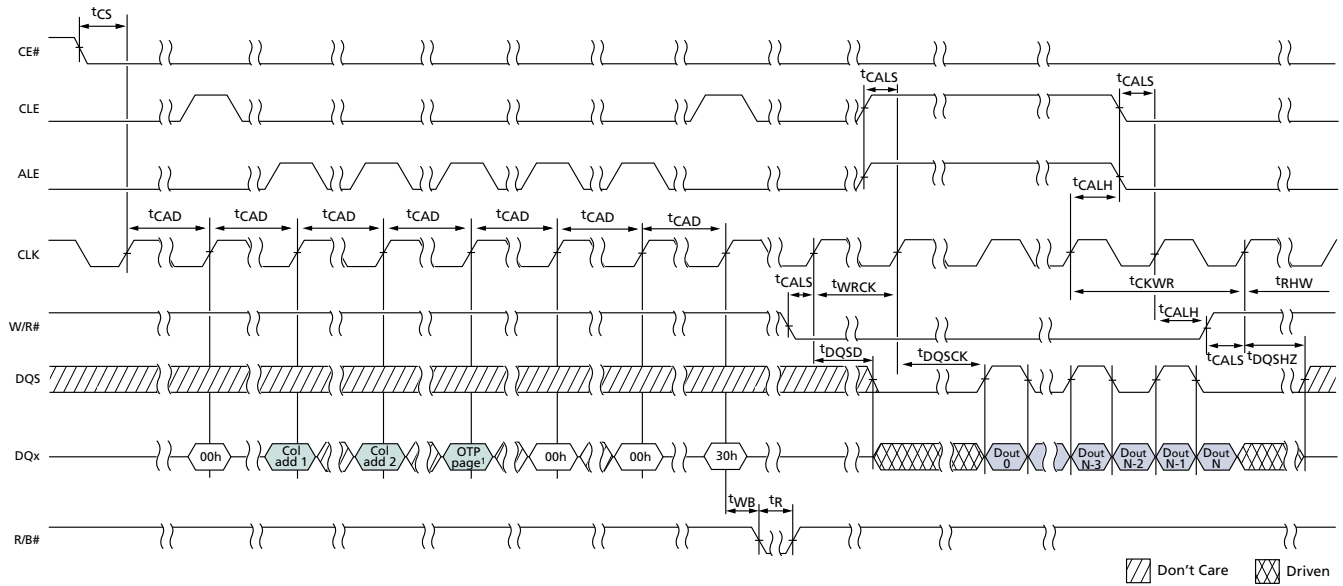 tCS
CE#
tCALS
tCALS
CLE
ALE
tCALH
tCAD
tCAD
tCAD
tCAD
tCAD
tCAD
tCAD
CLK
tCALS
tWRCK
tCKWR
tRHW
tCALH
W/R#
tDQSD
tDQSCK
tCALS
tDQSHZ
DQS
DQx
00h
Col add 1
Col add 2
OTP page1
00h
00h
30h
Dout 0
Dout N-3
Dout N-2
Dout N-1
Dout N
tWB
tR
R/B#
Don't Care
Driven